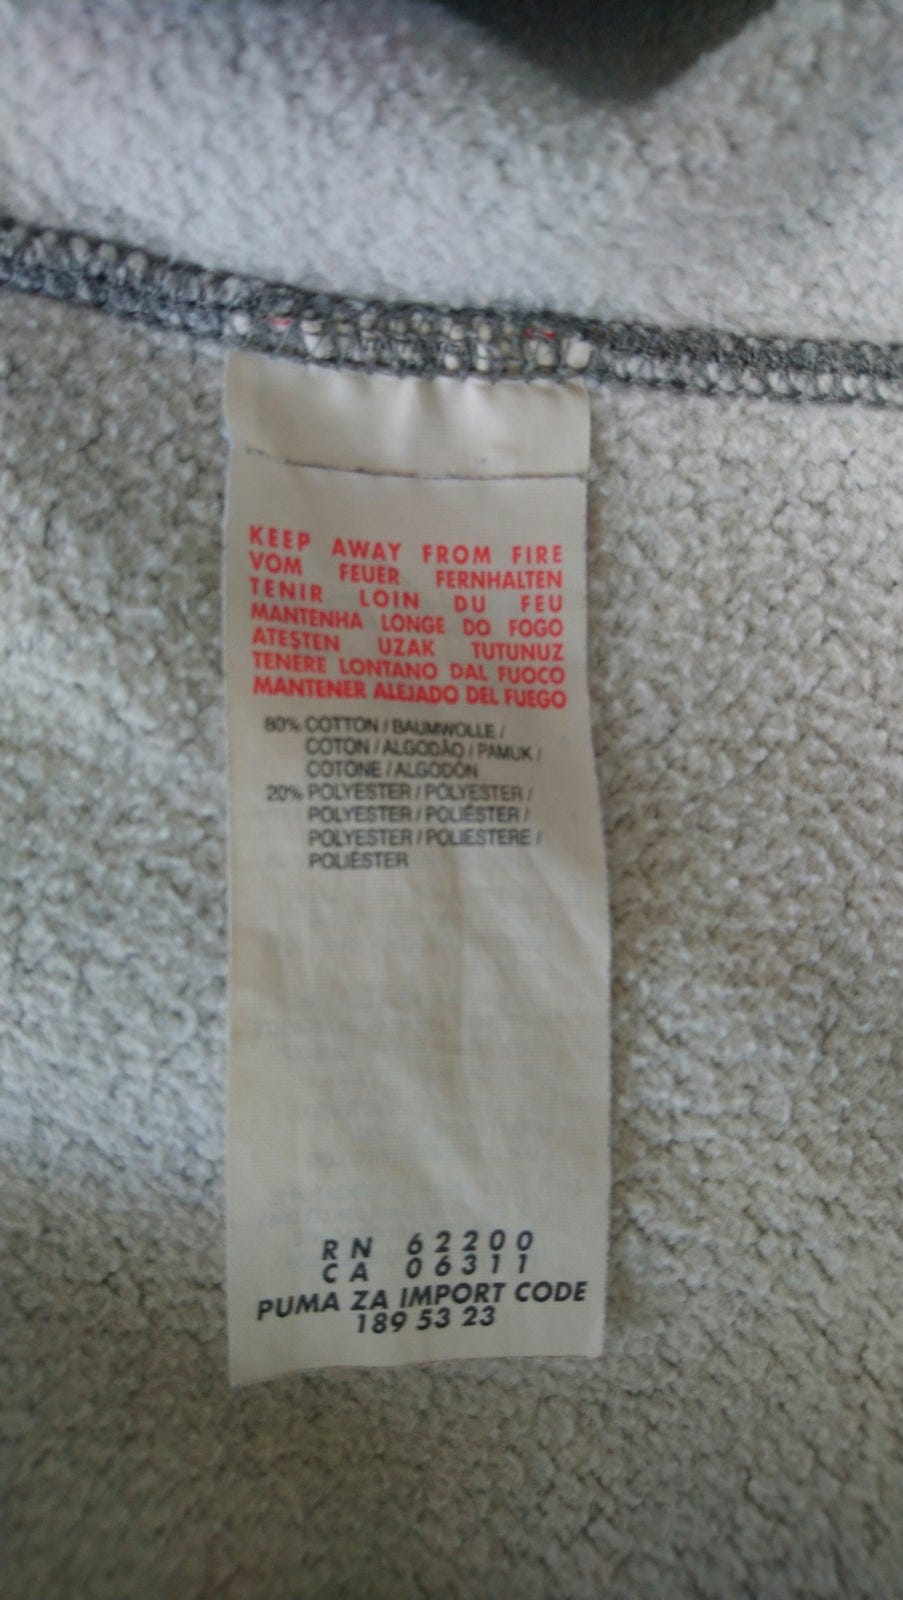 KEEP AWAY FROM FIRE
VOM FEUER FERNHALTEN
TENIR LOIN DU FEU
MANTENHA LONGE DO FOGO
ATEŞTEN UZAK TUTUNUZ
TENERE LONTANO DAL FUOCO
MANTENER ALEJADO DEL FUEGO
80% COTTON / BAUMWOLLE /
COTON / ALGODÃO / PAMUK /
COTONE / ALGODÓN
20% POLYESTER / POLYESTER /
POLYESTER / POLIÉSTER /
POLYESTER / POLIESTERE /
POLIÉSTER
RN 62200
CA 06311
PUMA ZA IMPORT CODE
189 53 23